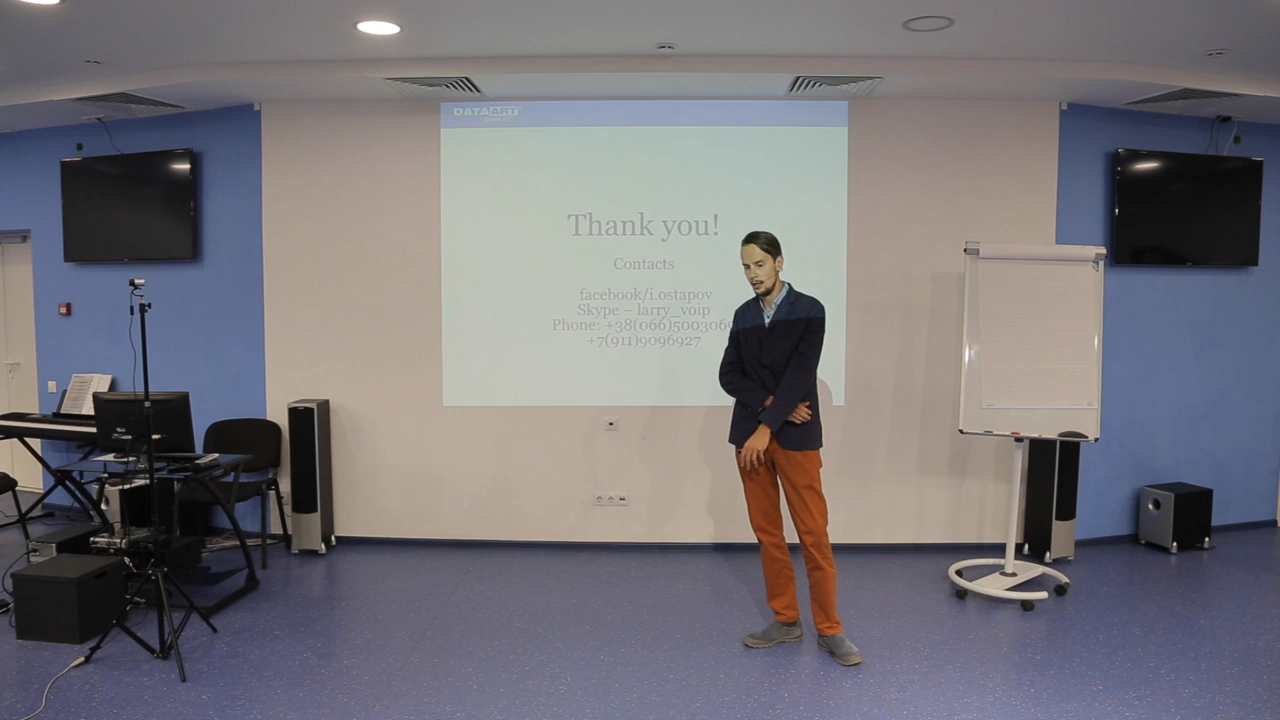 DATAART
Thank you!
Contacts
facebook/i.ostapov
Skype – larry_voip
Phone: +38(066)500306
+7(911)9096927